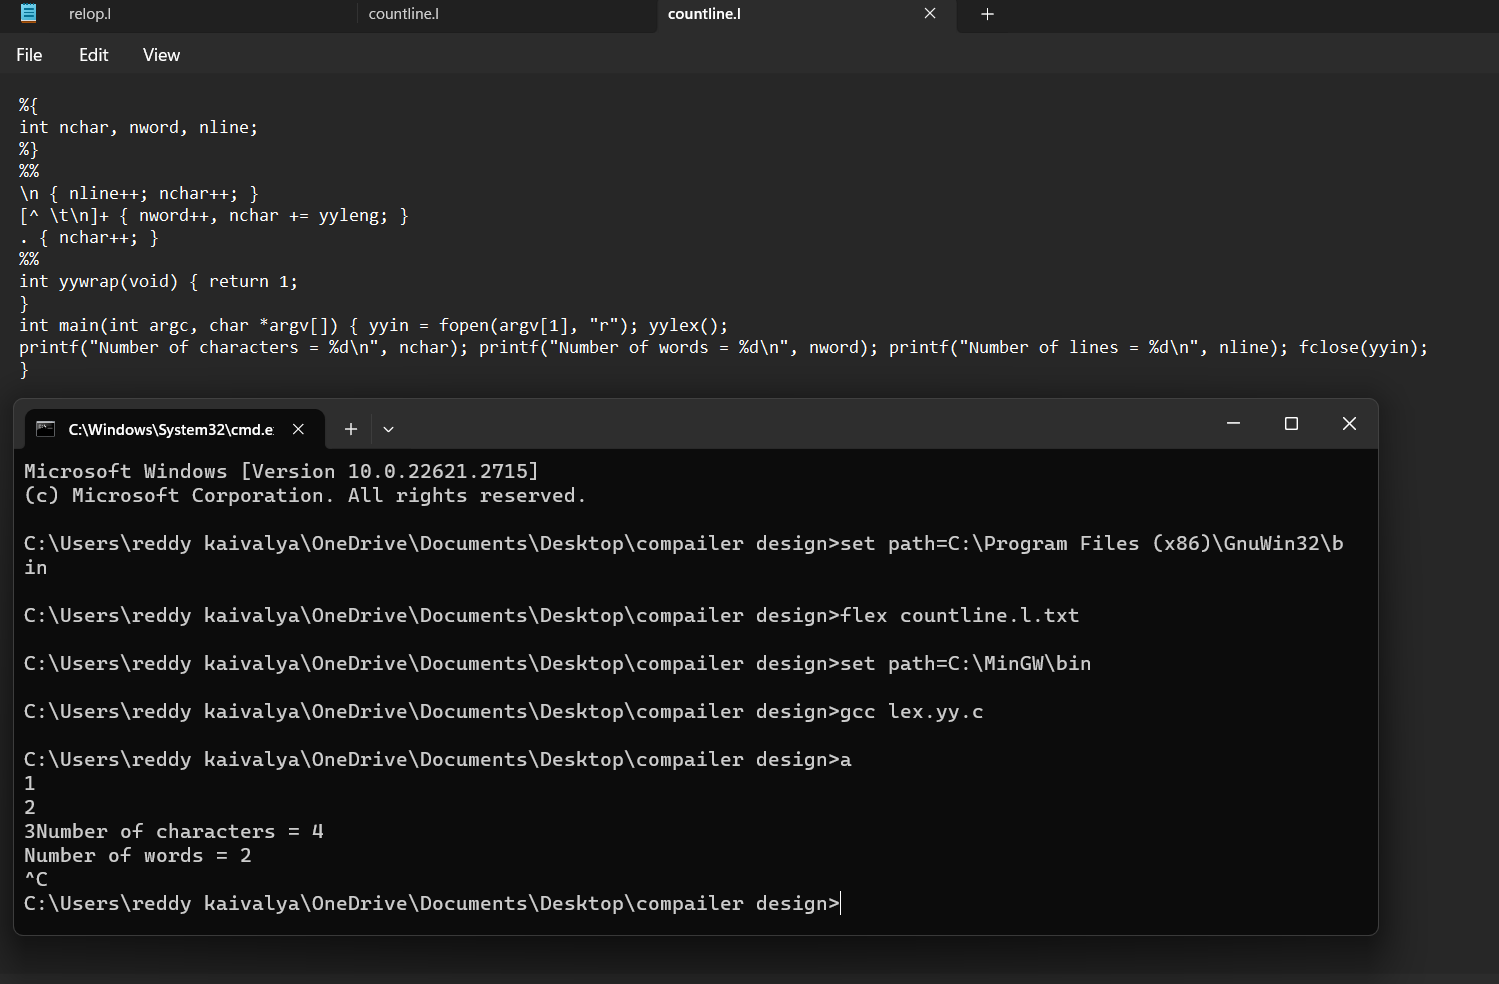 relop.l countline.l countline.l
File Edit View
%{
int nchar, nword, nline;
%}
%%
\n { nline++; nchar++; }
[^ \t\n]+ { nword++, nchar += yyleng; }
. { nchar++; }
%%
int yywrap(void) { return 1;
}
int main(int argc, char *argv[]) { yyin = fopen(argv[1], "r"); yylex();
printf("Number of characters = %d\n", nchar); printf("Number of words = %d\n", nword); printf("Number of lines = %d\n", nline); fclose(yyin);
}
C:\Windows\System32\cmd.e
Microsoft Windows [Version 10.0.22621.2715]
(c) Microsoft Corporation. All rights reserved.
C:\Users\reddy kaivalya\OneDrive\Documents\Desktop\compailer design>set path=C:\Program Files (x86)\GnuWin32\b
in
C:\Users\reddy kaivalya\OneDrive\Documents\Desktop\compailer design>flex countline.l.txt
C:\Users\reddy kaivalya\OneDrive\Documents\Desktop\compailer design>set path=C:\MinGW\bin
C:\Users\reddy kaivalya\OneDrive\Documents\Desktop\compailer design>gcc lex.yy.c
C:\Users\reddy kaivalya\OneDrive\Documents\Desktop\compailer design>a
1
2
3Number of characters = 4
Number of words = 2
^C
C:\Users\reddy kaivalya\OneDrive\Documents\Desktop\compailer design>